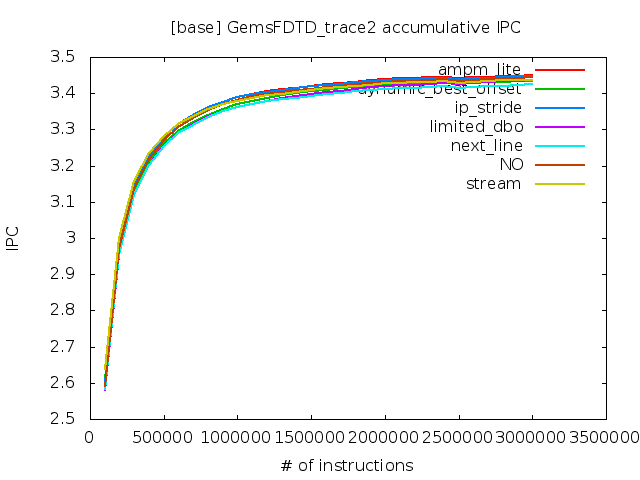 [base] GemsFDTD_trace2 accumulative IPC
3.5
3.4
3.3
3.2
3.1
3
2.9
2.8
2.7
2.6
2.5
IPC
ampm_lite
dynamic_best_offset
ip_stride
limited_dbo
next_line
NO
stream
0 500000 1000000 1500000 2000000 2500000 3000000 3500000
# of instructions